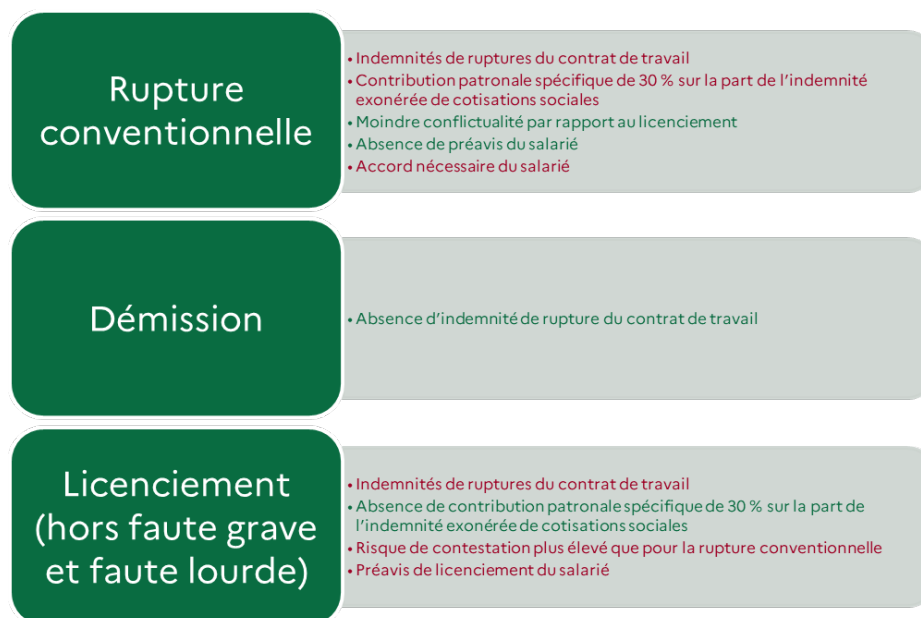 Rupture
conventionnelle
• Indemnités de ruptures du contrat de travail
• Contribution patronale spécifique de 30 % sur la part de l'indemnité
exonérée de cotisations sociales
• Moindre conflictualité par rapport au licenciement
• Absence de préavis du salarié
• Accord nécessaire du salarié
Démission
• Absence d'indemnité de rupture du contrat de travail
Licenciement
(hors faute grave
et faute lourde)
• Indemnités de ruptures du contrat de travail
• Absence de contribution patronale spécifique de 30 % sur la part de
l'indemnité exonérée de cotisations sociales
• Risque de contestation plus élevé que pour la rupture conventionnelle
• Préavis de licenciement du salarié